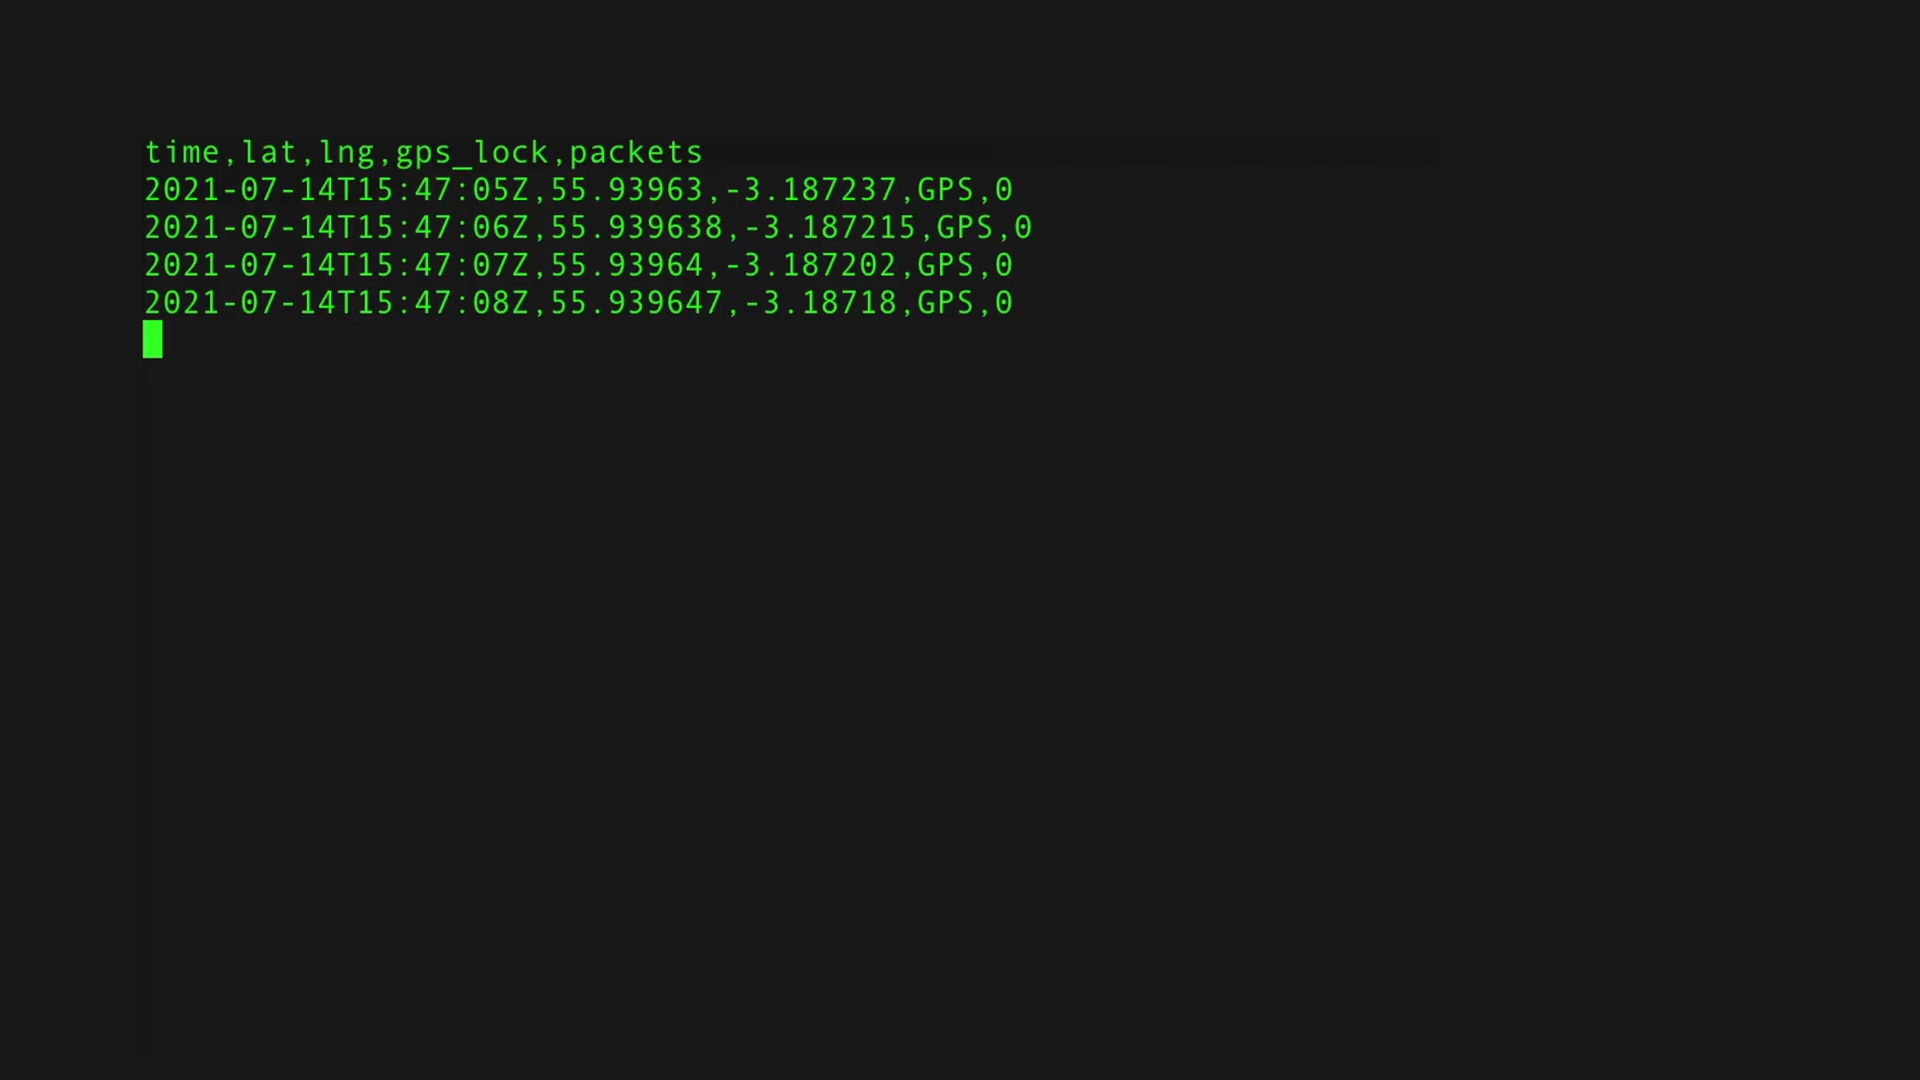 time,lat,lng,gps_lock,packets
2021-07-14T15:47:05Z,55.93963,-3.187237,GPS,0
2021-07-14T15:47:06Z,55.939638,-3.187215,GPS,0
2021-07-14T15:47:07Z,55.93964,-3.187202,GPS,0
2021-07-14T15:47:08Z,55.939647,-3.18718,GPS,0